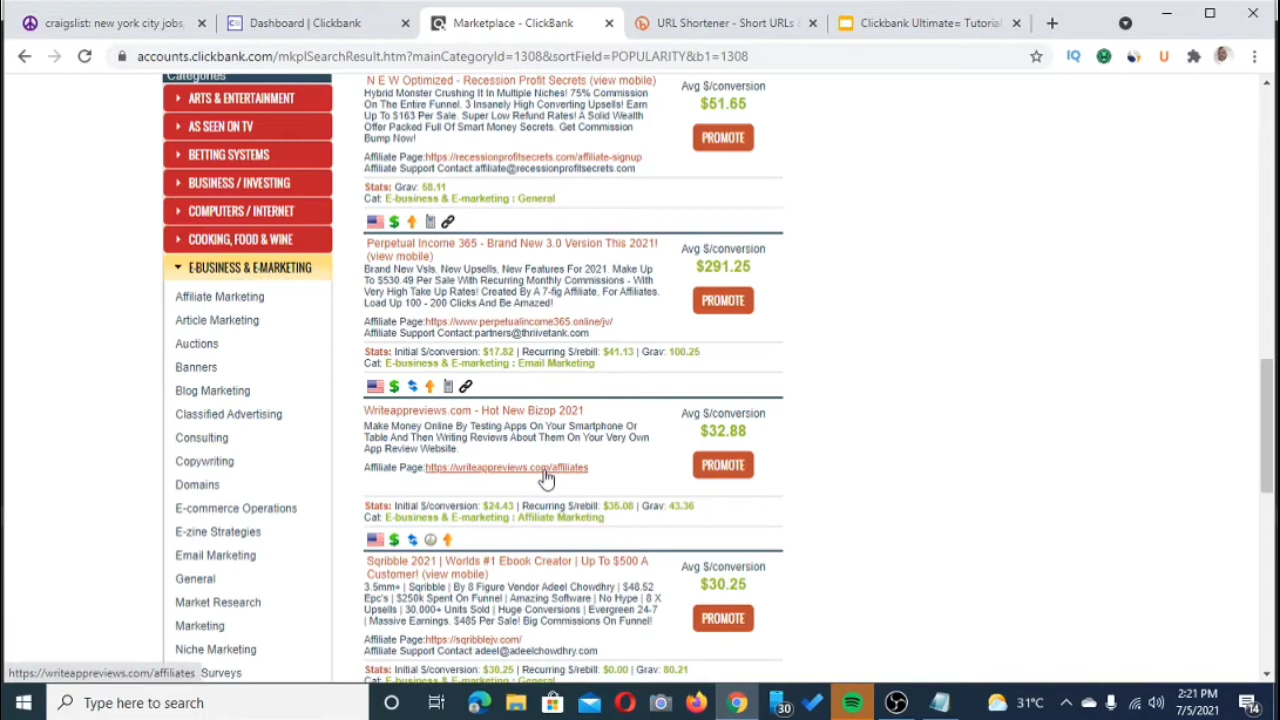 craigslist: new york city jobs,
Dashboard | Clickbank
Marketplace - ClickBank
URL Shortener - Short URLs &
Clickbank Ultimate= Tutorial
accounts.clickbank.com/mkplSearchResult.htm?mainCategoryId=1308&sortField=POPULARITY&b1=1308
Categories
ARTS & ENTERTAINMENT
AS SEEN ON TV
BETTING SYSTEMS
BUSINESS / INVESTING
COMPUTERS / INTERNET
COOKING, FOOD & WINE
E-BUSINESS & E-MARKETING
Affiliate Marketing
Article Marketing
Auctions
Banners
Blog Marketing
Classified Advertising
Consulting
Copywriting
Domains
E-commerce Operations
E-zine Strategies
Email Marketing
General
Market Research
Marketing
Niche Marketing
Surveys
N E W Optimized - Recession Profit Secrets (view mobile)
Hybrid Monster Crushing It In Multiple Niches! 75% Commission
On The Entire Funnel. 3 Insanely High Converting Upsells! Earn
Up To $163 Per Sale. Super Low Refund Rates! A Solid Wealth
Offer Packed Full Of Smart Money Secrets. Get Commission
Bump Now!
Affiliate Page:https://recessionprofitsecrets.com/affiliate-signup
Affiliate Support Contact:affiliate@recessionprofitsecrets.com
Stats: Grav: 58.11
Cat: E-business & E-marketing : General
Avg $/conversion
$51.65
PROMOTE
Perpetual Income 365 - Brand New 3.0 Version This 2021!
(view mobile)
Brand New Vsls, New Upsells, New Features For 2021. Make Up
To $530.49 Per Sale With Recurring Monthly Commissions - With
Very High Take Up Rates! Created By A 7-fig Affiliate, For Affiliates.
Load Up 100 - 200 Clicks And Be Amazed!
Affiliate Page:https://www.perpetualincome365.online/jv/
Affiliate Support Contact:partners@thriivetank.com
Stats: Initial $/conversion: $17.82 | Recurring $/rebill: $41.13 | Grav: 100.25
Cat: E-business & E-marketing : Email Marketing
Avg $/conversion
$291.25
PROMOTE
Writeappreviews.com - Hot New Bizop 2021
Make Money Online By Testing Apps On Your Smartphone Or
Table And Then Writing Reviews About Them On Your Very Own
App Review Website.
Affiliate Page:https://writeappreviews.com/affiliates
Stats: Initial $/conversion: $24.43 | Recurring $/rebill: $35.08 | Grav: 43.36
Cat: E-business & E-marketing : Affiliate Marketing
Avg $/conversion
$32.88
PROMOTE
Sqribble 2021 | Worlds #1 Ebook Creator | Up To $500 A
Customer! (view mobile)
3.5mm+ | Sqribble | By 8 Figure Vendor Adeel Chowdhry | $48.52
Epc's | $250k Spent On Funnel | Amazing Software | No Hype | 8 X
Upsells | 30,000+ Units Sold | Huge Conversions | Evergreen 24-7
| Massive Earnings. $485 Per Sale! Big Commissions On Funnel!
Affiliate Page:https://sqribblejv.com/
Affiliate Support Contact:adeel@adeelchowdhry.com
Stats: Initial $/conversion: $30.25 | Recurring $/rebill: $0.00 | Grav: 80.21
Cat: E-business & E-marketing : General
Avg $/conversion
$30.25
PROMOTE
https://writeappreviews.com/affiliates
Type here to search
30
31°C
2:21 PM
7/5/2021
14